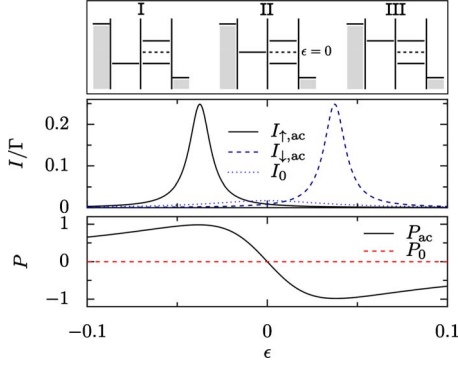 I II III
ϵ = 0
I/Γ
0.2
0.1
0
I↑,ac
I↓,ac
I0
P
1
0
−1
Pac
P0
−0.1 0 0.1
ϵ